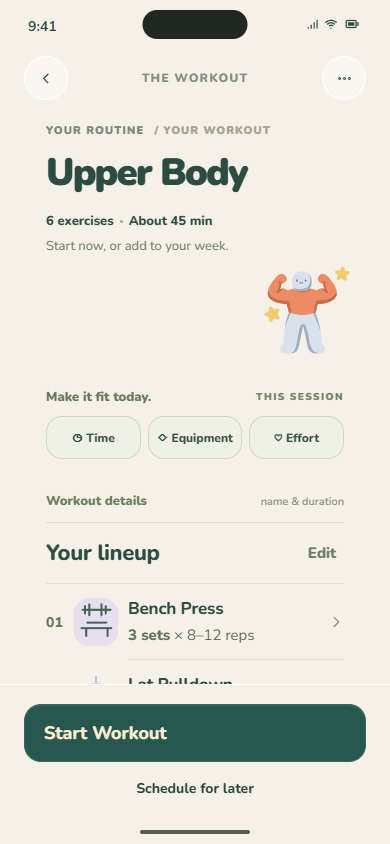 9:41
THE WORKOUT
YOUR ROUTINE / YOUR WORKOUT
Upper Body
6 exercises • About 45 min
Start now, or add to your week.
Make it fit today. THIS SESSION
Time Equipment Effort
Workout details name & duration
Your lineup Edit
01 Bench Press
3 sets × 8–12 reps
Lat Pulldown
Start Workout
Schedule for later